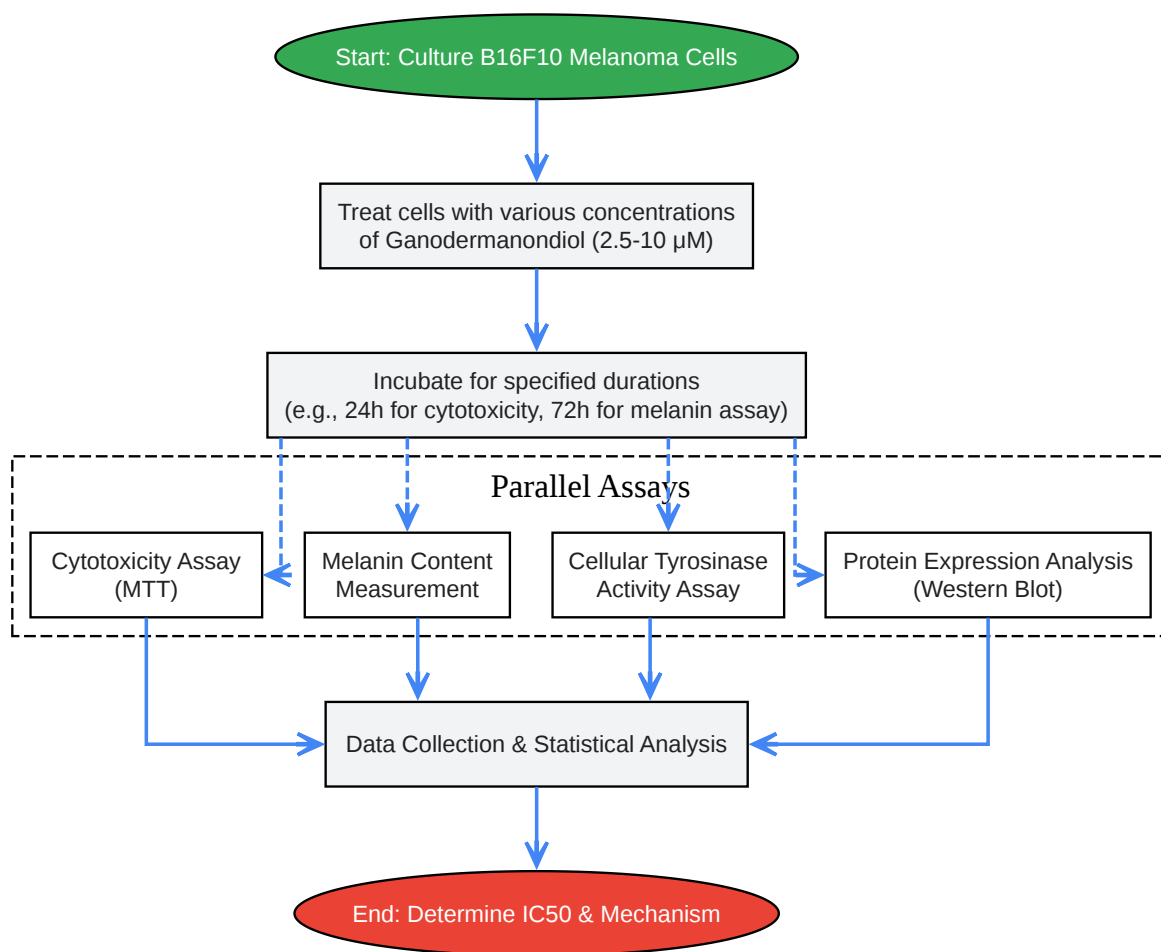 Start: Culture B16F10 Melanoma Cells
Treat cells with various concentrations
of Ganodermanondiol (2.5-10 μM)
Incubate for specified durations
(e.g., 24h for cytotoxicity, 72h for melanin assay)
Parallel Assays
Cytotoxicity Assay
(MTT)
Melanin Content
Measurement
Cellular Tyrosinase
Activity Assay
Protein Expression Analysis
(Western Blot)
Data Collection & Statistical Analysis
End: Determine IC50 & Mechanism